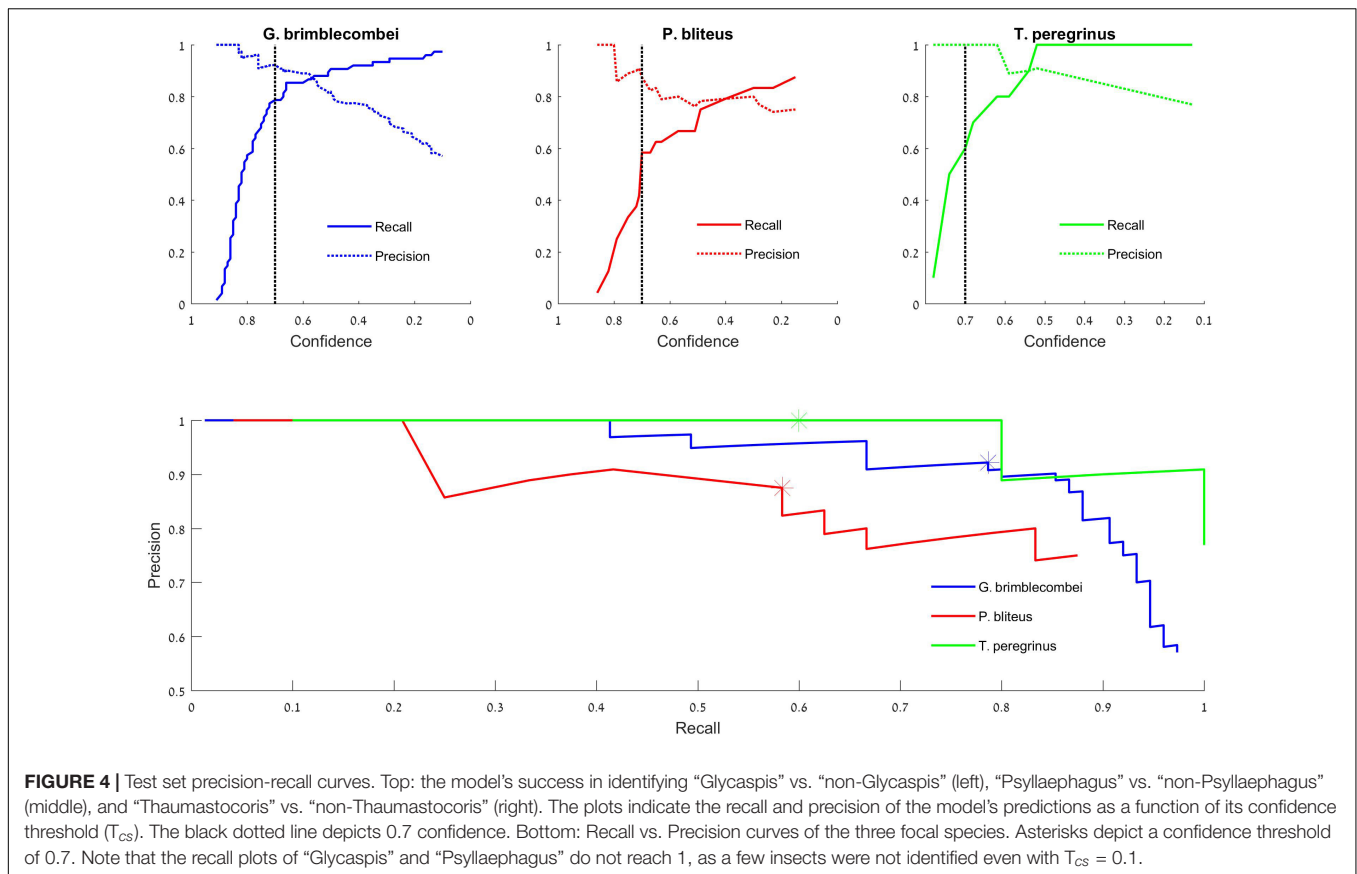 G. brimblecombei
1
0.8
0.6
0.4
0.2
0
Recall
Precision
1
0.8
0.6
0.4
0.2
0
Confidence
P. bliteus
1
0.8
0.6
0.4
0.2
0
Recall
Precision
1
0.8
0.6
0.4
0.2
0
Confidence
T. peregrinus
1
0.8
0.6
0.4
0.2
0
Recall
Precision
0.7
0.6
0.5
0.4
0.3
0.2
0.1
Confidence
Precision
1
0.9
0.8
0.7
0.6
0.5
G. brimblecombei
P. bliteus
T. peregrinus
0
0.1
0.2
0.3
0.4
0.5
0.6
0.7
0.8
0.9
1
Recall
FIGURE 4 | Test set precision-recall curves. Top: the model's success in identifying “Glycaspis” vs. “non-Glycaspis” (left), “Psyllaephagus” vs. “non-Psyllaephagus”
(middle), and “Thaumastocoris” vs. “non-Thaumastocoris” (right). The plots indicate the recall and precision of the model's predictions as a function of its confidence
threshold (Tcs). The black dotted line depicts 0.7 confidence. Bottom: Recall vs. Precision curves of the three focal species. Asterisks depict a confidence threshold
of 0.7. Note that the recall plots of “Glycaspis” and “Psyllaephagus” do not reach 1, as a few insects were not identified even with Tcs = 0.1.